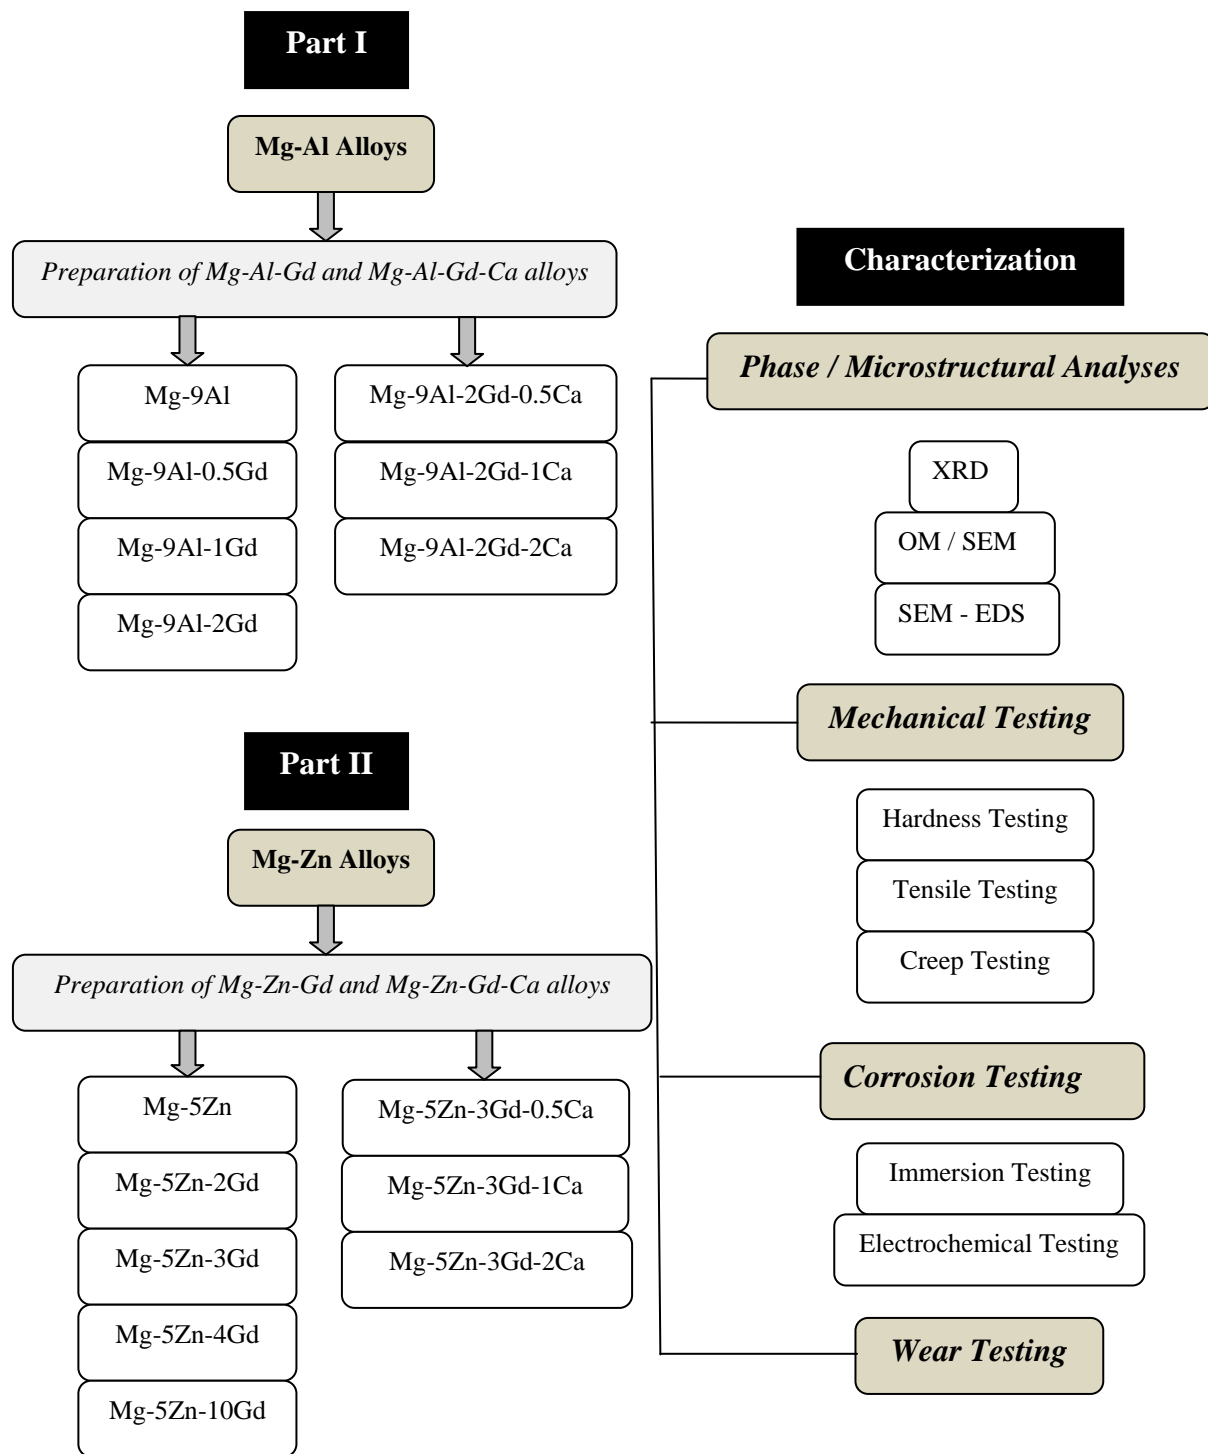 Part I
Mg-Al Alloys
Preparation of Mg-Al-Gd and Mg-Al-Gd-Ca alloys
Mg-9Al
Mg-9Al-0.5Gd
Mg-9Al-1Gd
Mg-9Al-2Gd
Mg-9Al-2Gd-0.5Ca
Mg-9Al-2Gd-1Ca
Mg-9Al-2Gd-2Ca
Part II
Mg-Zn Alloys
Preparation of Mg-Zn-Gd and Mg-Zn-Gd-Ca alloys
Mg-5Zn
Mg-5Zn-2Gd
Mg-5Zn-3Gd
Mg-5Zn-4Gd
Mg-5Zn-10Gd
Mg-5Zn-3Gd-0.5Ca
Mg-5Zn-3Gd-1Ca
Mg-5Zn-3Gd-2Ca
Characterization
Phase / Microstructural Analyses
XRD
OM / SEM
SEM - EDS
Mechanical Testing
Hardness Testing
Tensile Testing
Creep Testing
Corrosion Testing
Immersion Testing
Electrochemical Testing
Wear Testing